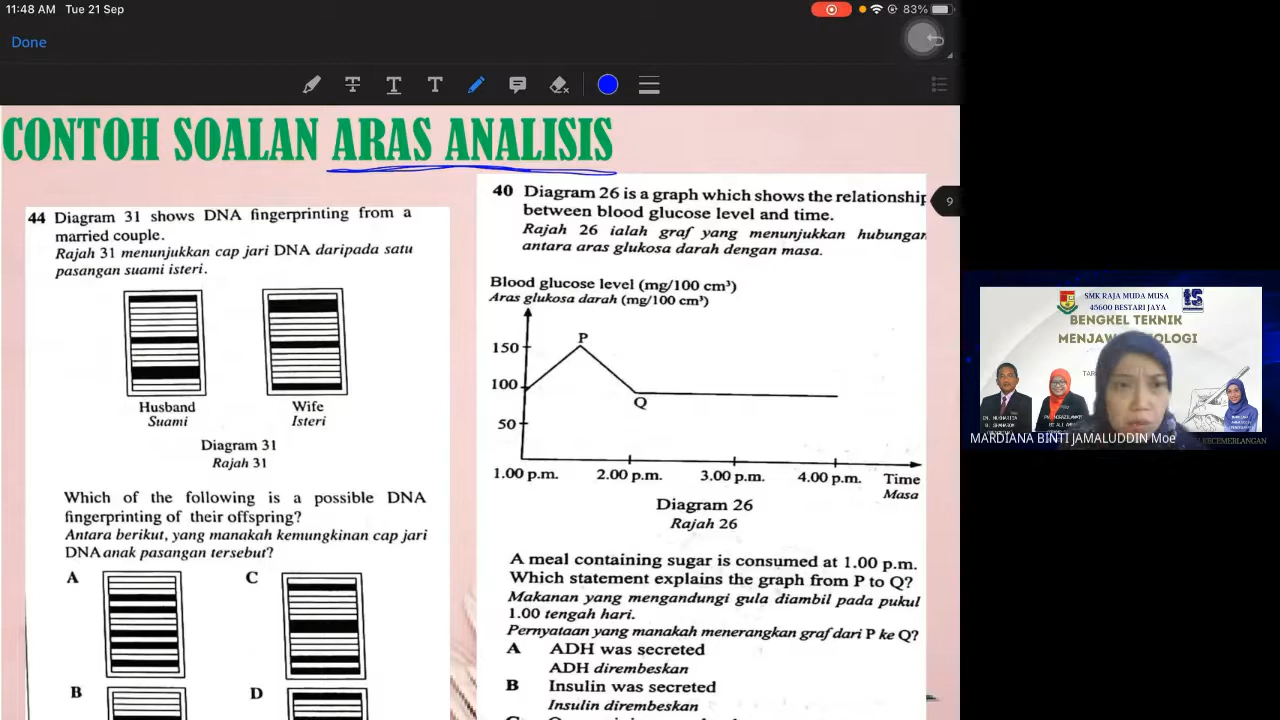 11:48 AM Tue 21 Sep
83%
Done
CONTOH SOALAN ARAS ANALISIS
44 Diagram 31 shows DNA fingerprinting from a
married couple.
Rajah 31 menunjukkan cap jari DNA daripada satu
pasangan suami isteri.
Husband
Suami
Wife
Isteri
Diagram 31
Rajah 31
Which of the following is a possible DNA
fingerprinting of their offspring?
Antara berikut, yang manakah kemungkinan cap jari
DNA anak pasangan tersebut?
A
C
B
D
40 Diagram 26 is a graph which shows the relationship
between blood glucose level and time.
Rajah 26 ialah graf yang menunjukkan hubungan
antara aras glukosa darah dengan masa.
Blood glucose level (mg/100 cm³)
Aras glukosa darah (mg/100 cm³)
150
100
50
P
Q
1.00 p.m. 2.00 p.m. 3.00 p.m. 4.00 p.m. Time
Masa
Diagram 26
Rajah 26
A meal containing sugar is consumed at 1.00 p.m.
Which statement explains the graph from P to Q?
Makanan yang mengandungi gula diambil pada pukul
1.00 tengah hari.
Pernyataan yang manakah menerangkan graf dari P ke Q?
A ADH was secreted
ADH dirembeskan
B Insulin was secreted
Insulin dirembeskan
9
SMK RAJA MUDA MUSA
45600 BESTARI JAYA
BENGKEL TEKNIK
MARDIANA BINTI JAMALUDDIN Moe